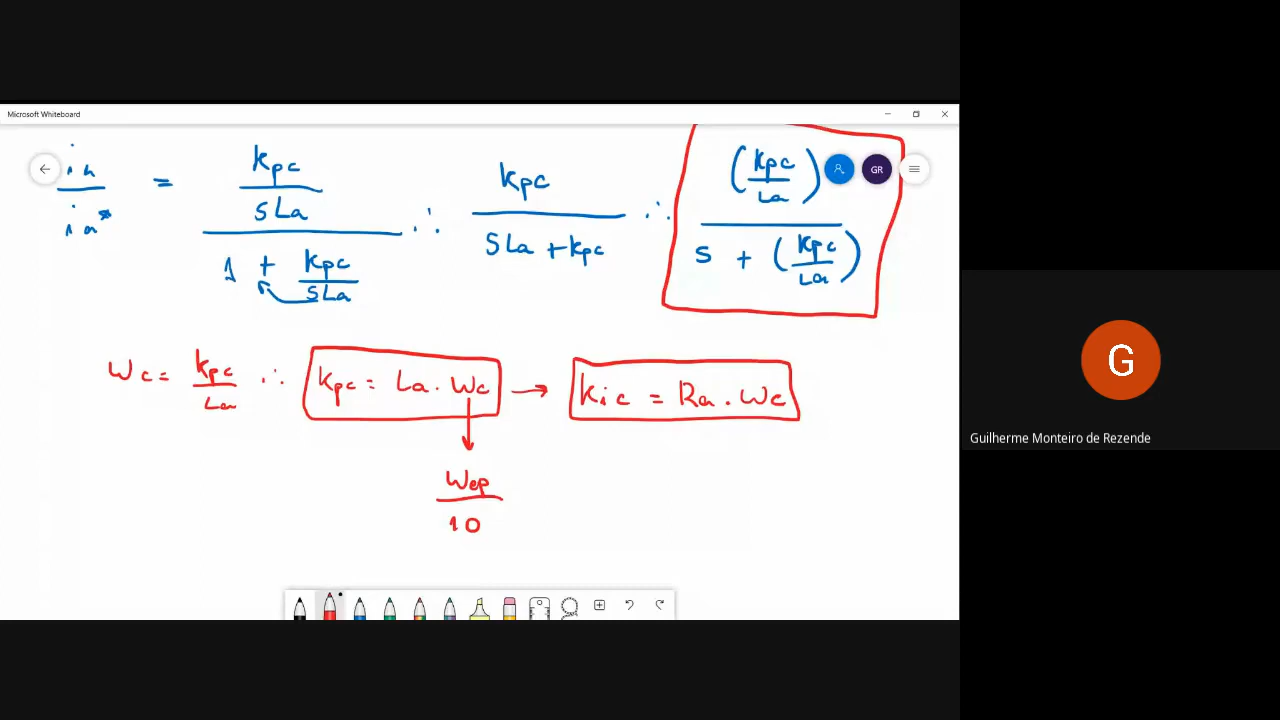 Microsoft Whiteboard
ia/ia* = (kpc/sLa)/(1 + kpc/sLa) ∴ kpc/(sLa + kpc) ∴ (kpc/La)/(s + (kpc/La))
GR
wc = kpc/La ∴ kpc = La . wc → kic = Ra . wc
wep/10
G
Guilherme Monteiro de Rezende